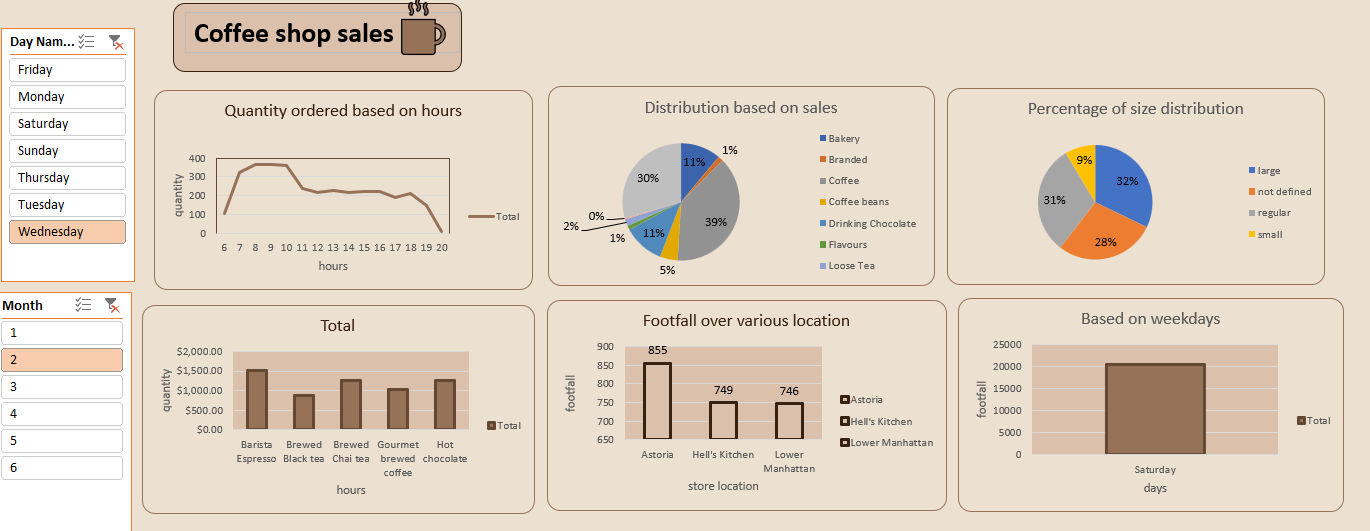 Coffee shop sales
Day Nam...
Friday
Monday
Saturday
Sunday
Thursday
Tuesday
Wednesday
Month
1
2
3
4
5
6
Quantity ordered based on hours
quantity
400
300
200
100
0
6 7 8 9 10 11 12 13 14 15 16 17 18 19 20
hours
Total
Distribution based on sales
11%
1%
39%
5%
11%
1%
2%
0%
30%
Bakery
Branded
Coffee
Coffee beans
Drinking Chocolate
Flavours
Loose Tea
Percentage of size distribution
32%
28%
31%
9%
large
not defined
regular
small
Total
quantity
$2,000.00
$1,500.00
$1,000.00
$500.00
$0.00
Barista Espresso
Brewed Black tea
Brewed Chai tea
Gourmet brewed coffee
Hot chocolate
hours
Total
Footfall over various location
footfall
900
850
800
750
700
650
855
749
746
Astoria
Hell's Kitchen
Lower Manhattan
store location
Astoria
Hell's Kitchen
Lower Manhattan
Based on weekdays
footfall
25000
20000
15000
10000
5000
0
Saturday
days
Total